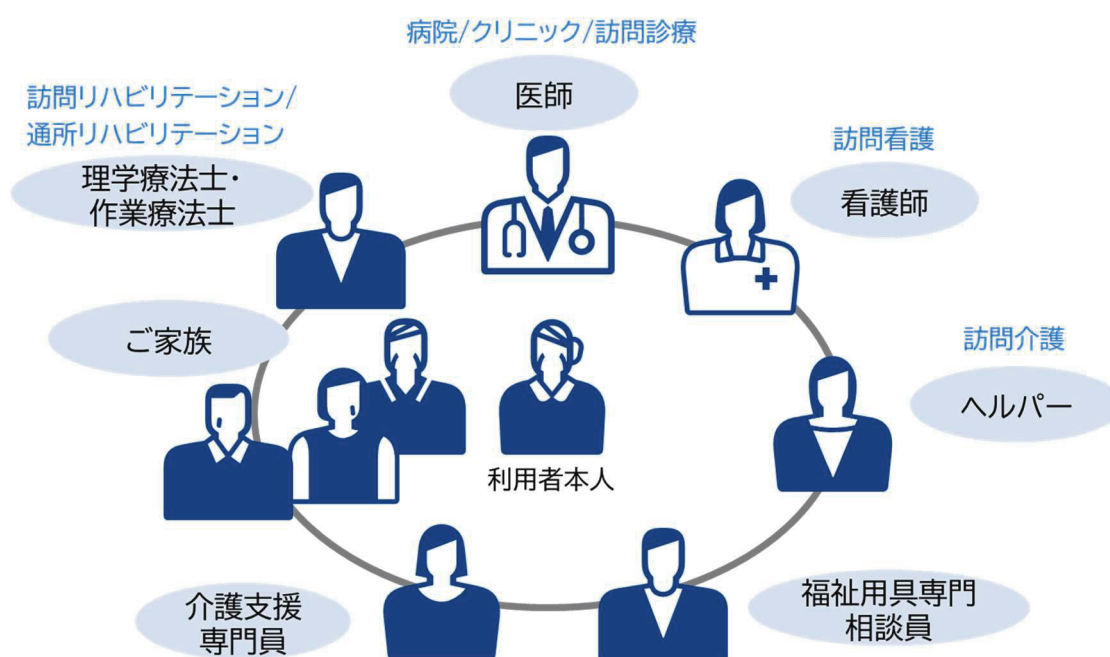 病院/クリニック/訪問診療
医師
訪問リハビリテーション/
通所リハビリテーション
理学療法士・
作業療法士
訪問看護
看護師
ご家族
訪問介護
ヘルパー
利用者本人
介護支援
専門員
福祉用具専門
相談員